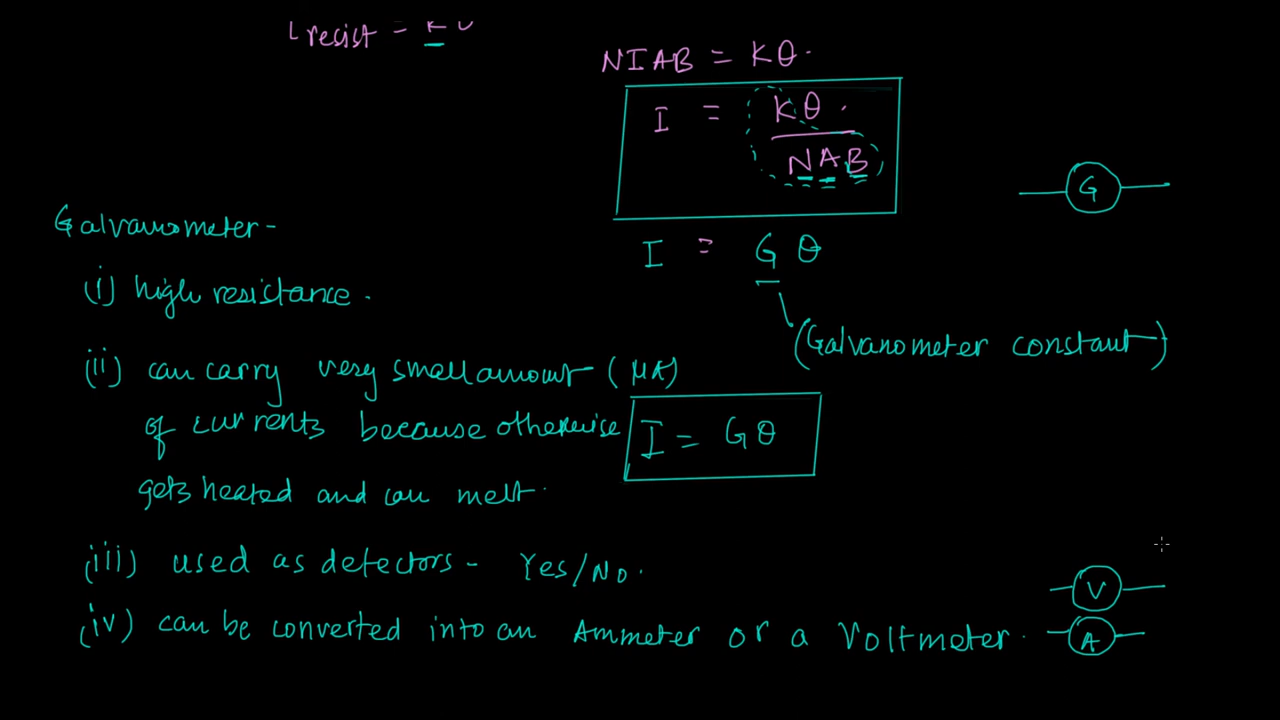 resist =
NIAB = Kθ.
I = Kθ.
NAB
G
Galvanometer -
I = G θ
(i) high resistance.
(Galvanometer constant)
(ii) can carry very small amount (μA)
of currents because otherwise
I = Gθ
gets heated and can melt.
(iii) used as detectors - Yes/No.
V
(iv) can be converted into an Ammeter or a Voltmeter.
A